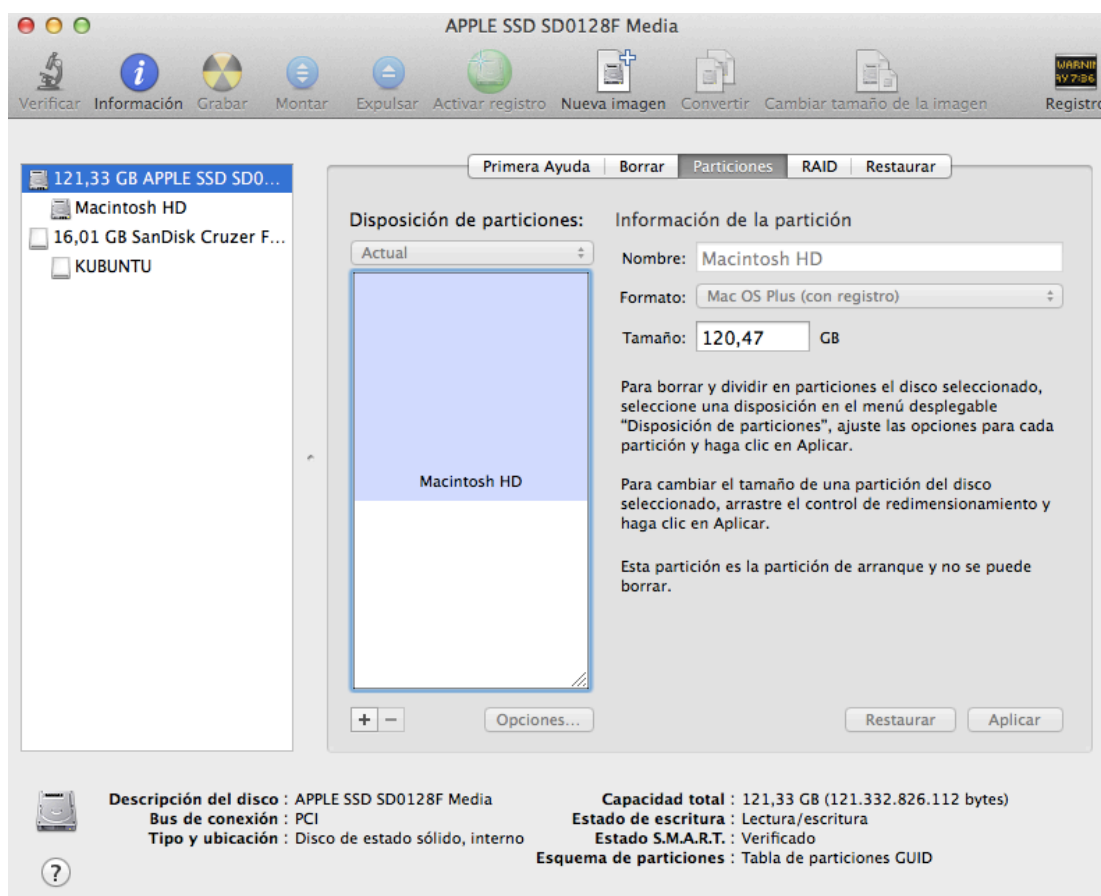 APPLE SSD SD0128F Media
Verificar Información Grabar Montar Expulsar Activar registro Nueva imagen Convertir Cambiar tamaño de la imagen Registro
121,33 GB APPLE SSD SD0...
Macintosh HD
16,01 GB SanDisk Cruzer F...
KUBUNTU
Primera Ayuda Borrar Particiones RAID Restaurar
Disposición de particiones:
Actual
Macintosh HD
+ − Opciones...
Información de la partición
Nombre: Macintosh HD
Formato: Mac OS Plus (con registro)
Tamaño: 120,47 GB
Para borrar y dividir en particiones el disco seleccionado,
seleccione una disposición en el menú desplegable
“Disposición de particiones”, ajuste las opciones para cada
partición y haga clic en Aplicar.
Para cambiar el tamaño de una partición del disco
seleccionado, arrastre el control de redimensionamiento y
haga clic en Aplicar.
Esta partición es la partición de arranque y no se puede
borrar.
Restaurar Aplicar
Descripción del disco : APPLE SSD SD0128F Media
Bus de conexión : PCI
Tipo y ubicación : Disco de estado sólido, interno
Capacidad total : 121,33 GB (121.332.826.112 bytes)
Estado de escritura : Lectura/escritura
Estado S.M.A.R.T. : Verificado
Esquema de particiones : Tabla de particiones GUID
?